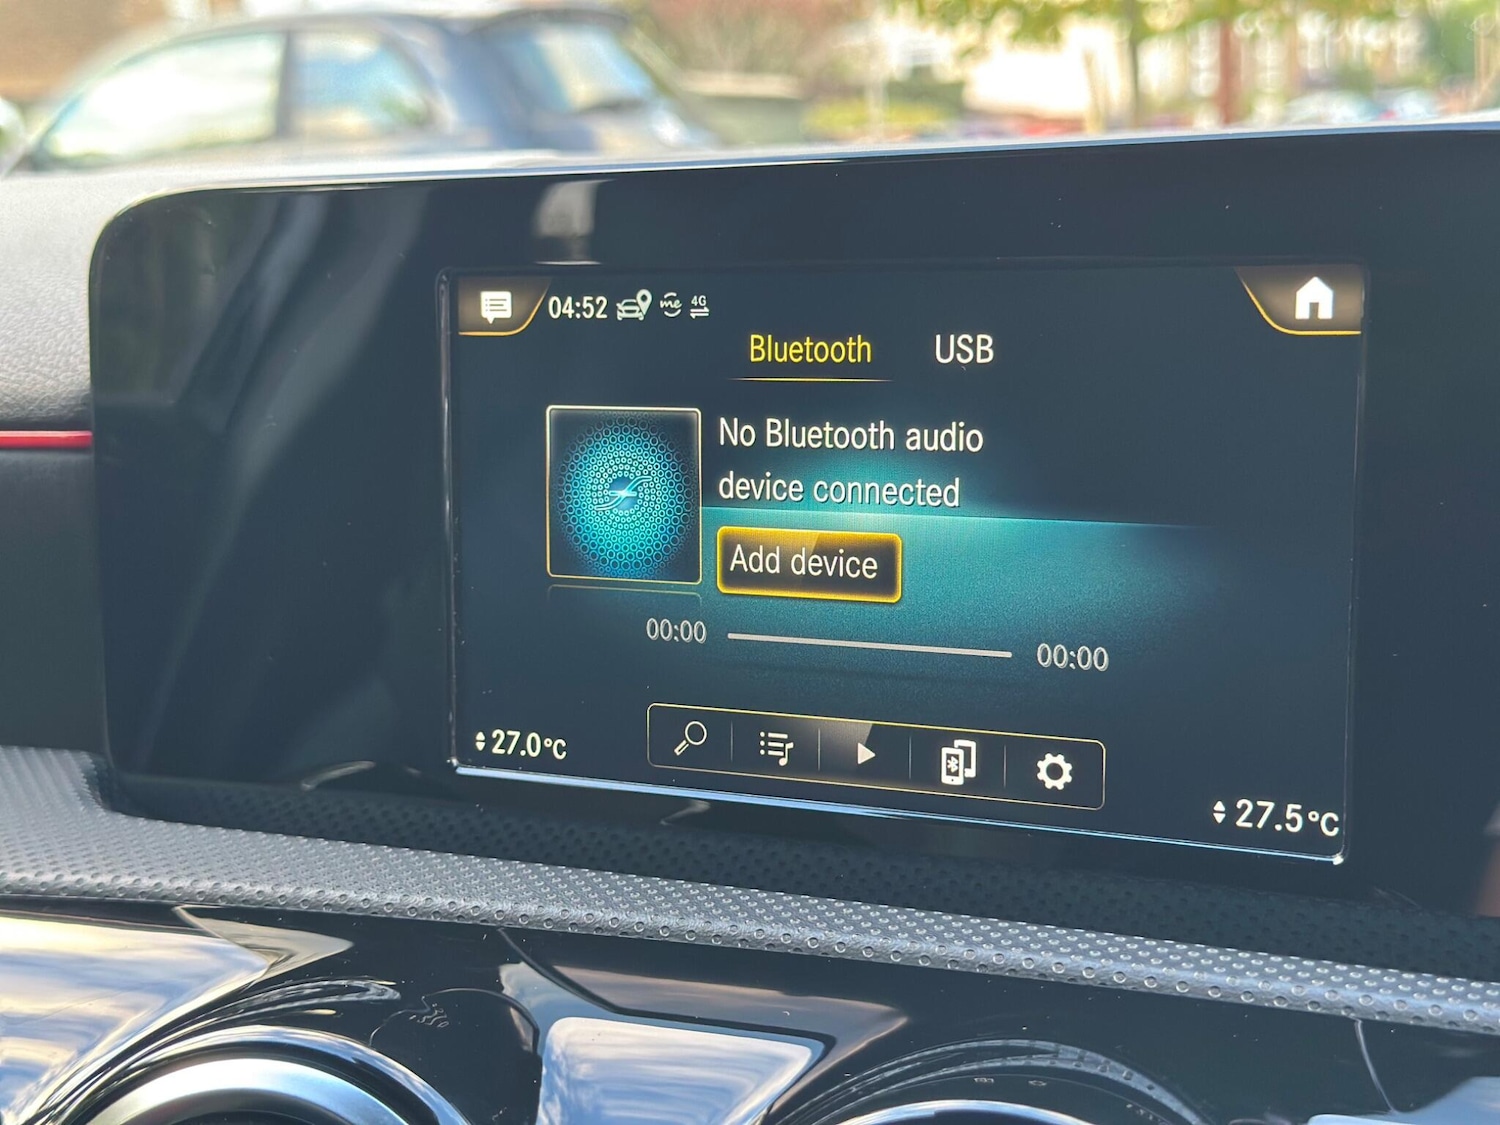 04:52 me 4G
Bluetooth USB
No Bluetooth audio
device connected
Add device
00:00 00:00
27.0°C
27.5°C